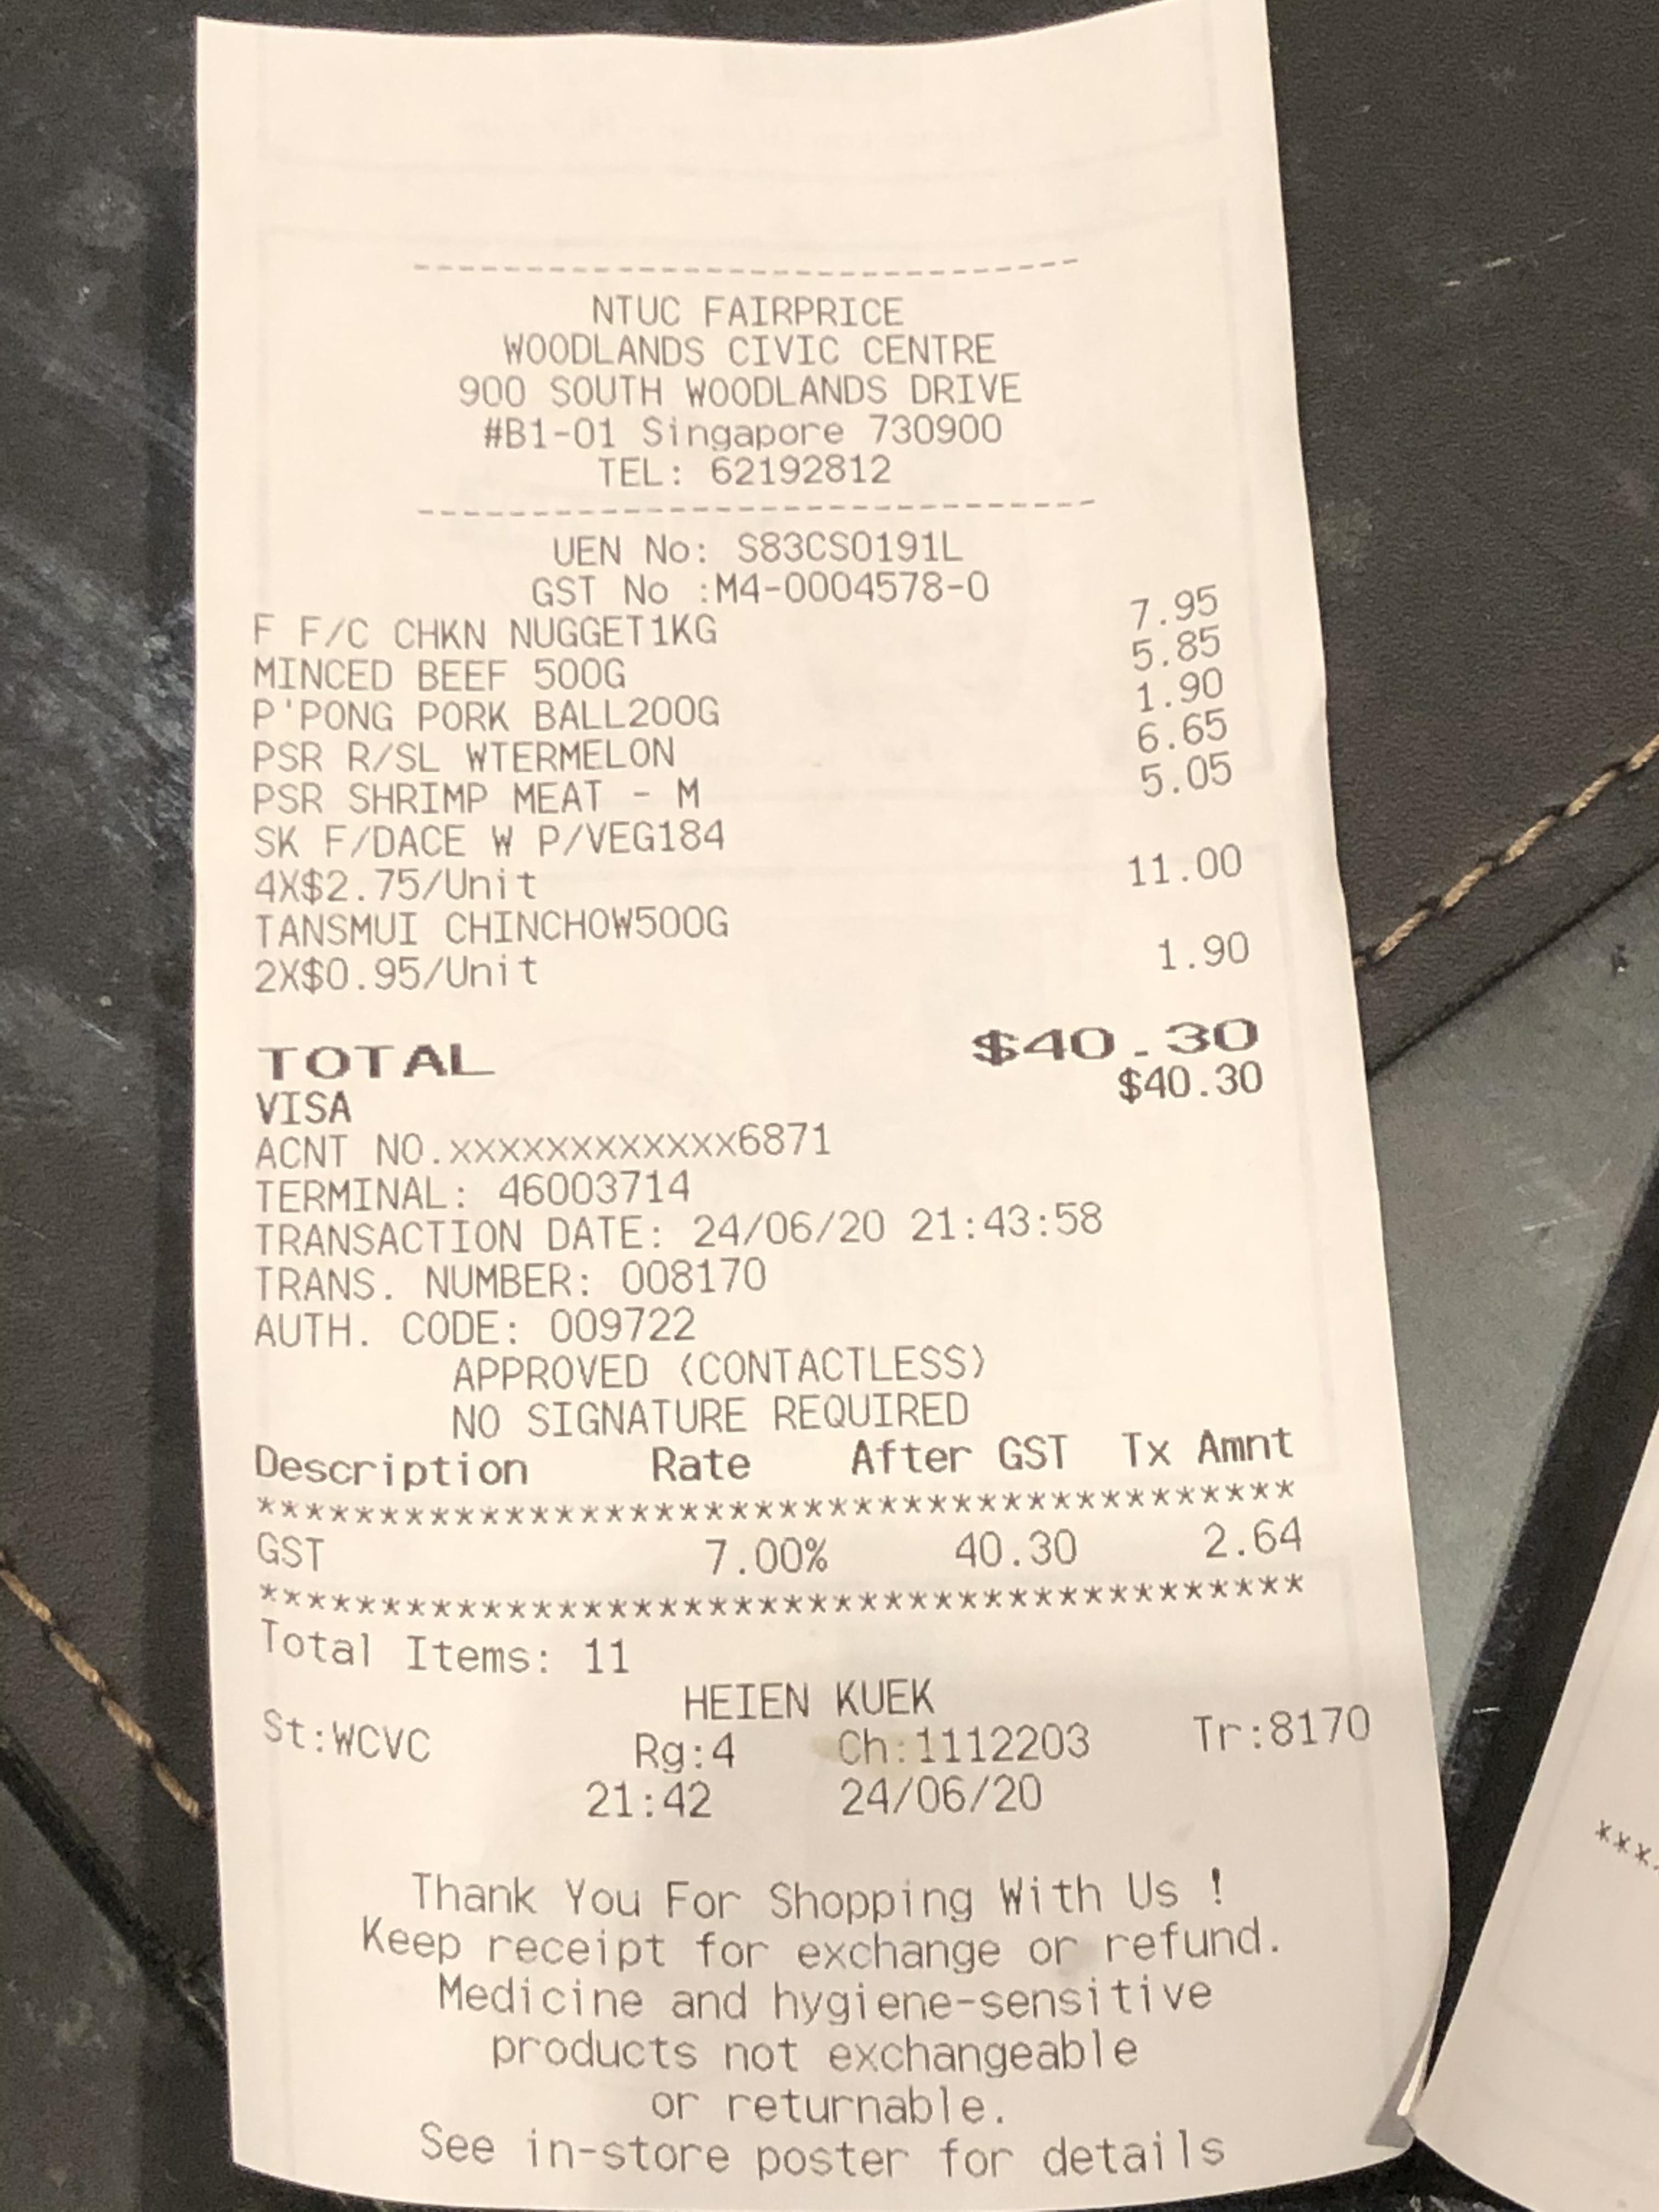 --------------------------------
NTUC FAIRPRICE
WOODLANDS CIVIC CENTRE
900 SOUTH WOODLANDS DRIVE
#B1-01 Singapore 730900
TEL: 62192812
--------------------------------
UEN No: S83CS0191L
GST No :M4-0004578-0
F F/C CHKN NUGGET1KG 7.95
MINCED BEEF 500G 5.85
P'PONG PORK BALL200G 1.90
PSR R/SL WTERMELON 6.65
PSR SHRIMP MEAT - M 5.05
SK F/DACE W P/VEG184
4X$2.75/Unit 11.00
TANSMUI CHINCHOW500G
2X$0.95/Unit 1.90
TOTAL $40.30
VISA $40.30
ACNT NO.xxxxxxxxxxxx6871
TERMINAL: 46003714
TRANSACTION DATE: 24/06/20 21:43:58
TRANS. NUMBER: 008170
AUTH. CODE: 009722
APPROVED (CONTACTLESS)
NO SIGNATURE REQUIRED
Description Rate After GST Tx Amnt
******************************************
GST 7.00% 40.30 2.64
******************************************
Total Items: 11
HEIEN KUEK
St:WCVC Rg:4 Ch:1112203 Tr:8170
21:42 24/06/20
Thank You For Shopping With Us !
Keep receipt for exchange or refund.
Medicine and hygiene-sensitive
products not exchangeable
or returnable.
See in-store poster for details